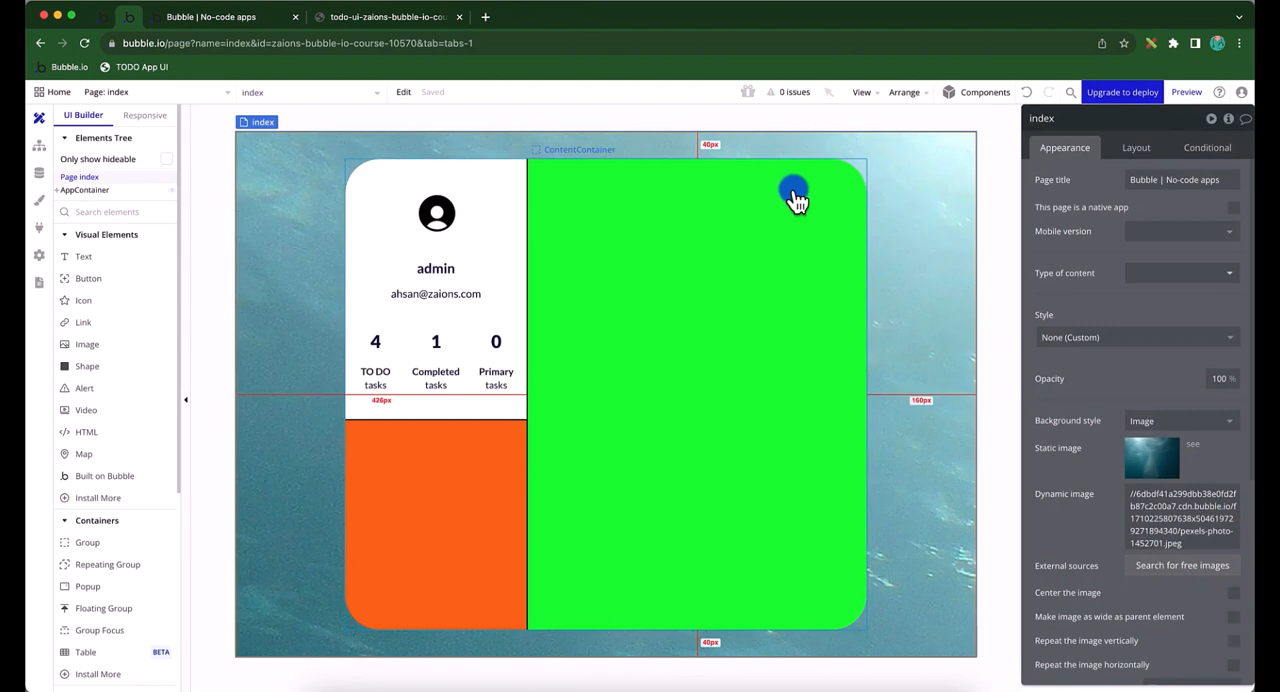 Bubble | No-code apps
todo-ui-zaions-bubble-io-cou
bubble.io/page?name=index&id=zaions-bubble-io-course-10570&tab=tabs-1
Bubble.io
TODO App UI
Home
Page: index
index
Edit
Saved
0 issues
View
Arrange
Components
Upgrade to deploy
Preview
UI Builder
Responsive
Elements Tree
Only show hideable
Page index
AppContainer
Search elements
Visual Elements
Text
Button
Icon
Link
Image
Shape
Alert
Video
HTML
Map
Built on Bubble
Install More
Containers
Group
Repeating Group
Popup
Floating Group
Group Focus
Table BETA
Install More
index
ContentContainer
40px
admin
ahsan@zaions.com
4 1 0
TO DO Completed Primary
tasks tasks tasks
426px
160px
40px
index
Appearance
Layout
Conditional
Page title
Bubble | No-code apps
This page is a native app
Mobile version
Type of content
Style
None (Custom)
Opacity
100 %
Background style
Image
Static image
see
Dynamic image
//6dbdf41a299dbb38e0fd2f
b87c2c00a7.cdn.bubble.io/f
1710225807638x50461972
9271894340/pexels-photo-
1452701.jpeg
External sources
Search for free images
Center the image
Make image as wide as parent element
Repeat the image vertically
Repeat the image horizontally